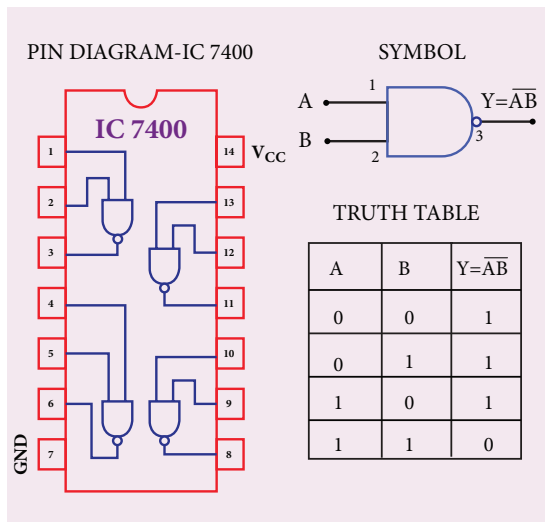 PIN DIAGRAM-IC 7400
IC 7400
1
2
3
4
5
6
7
GND
14
V_CC
13
12
11
10
9
8
SYMBOL
A
1
B
2
3
Y=A̅B̅
TRUTH TABLE
A B Y=A̅B̅
0 0 1
0 1 1
1 0 1
1 1 0